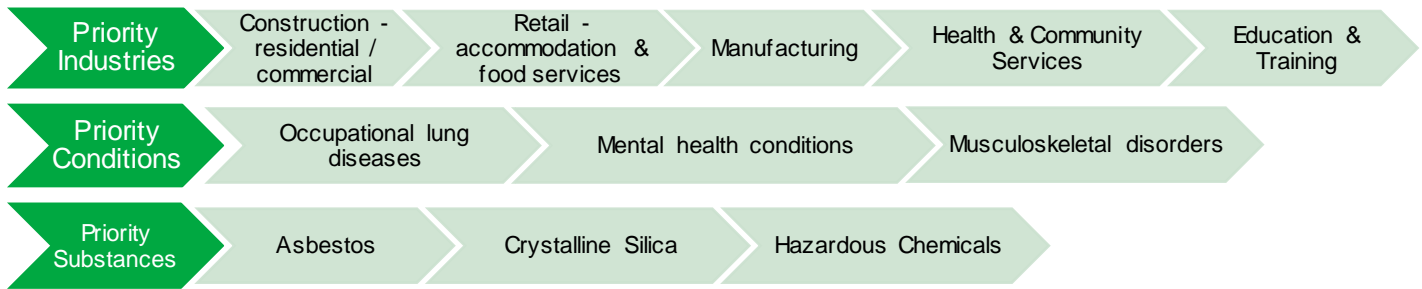 Priority
Industries
Construction -
residential /
commercial
Retail -
accommodation &
food services
Manufacturing
Health & Community
Services
Education &
Training
Priority
Conditions
Occupational lung
diseases
Mental health conditions
Musculoskeletal disorders
Priority
Substances
Asbestos
Crystalline Silica
Hazardous Chemicals